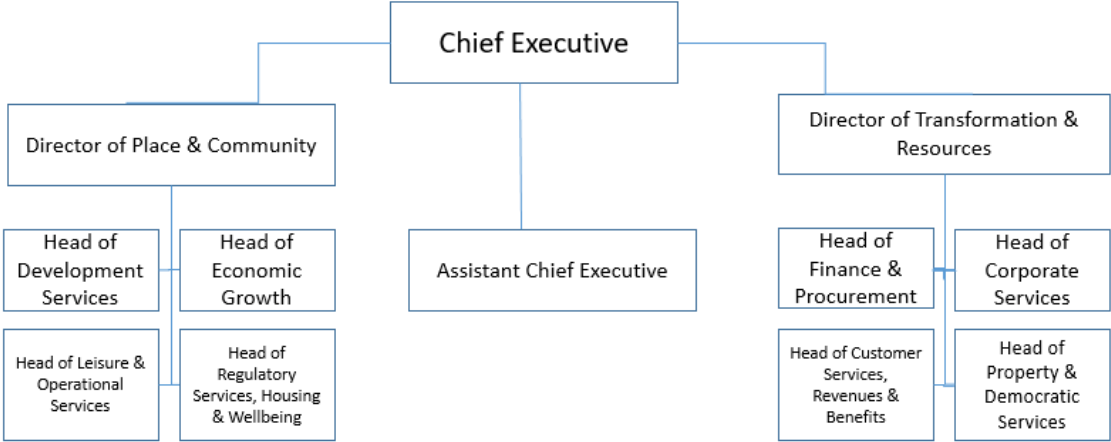 Chief Executive
Director of Place & Community
Director of Transformation &
Resources
Head of
Development
Services
Head of
Economic
Growth
Assistant Chief Executive
Head of
Finance &
Procurement
Head of
Corporate
Services
Head of Leisure &
Operational
Services
Head of
Regulatory
Services, Housing
& Wellbeing
Head of Customer
Services,
Revenues &
Benefits
Head of
Property &
Democratic
Services